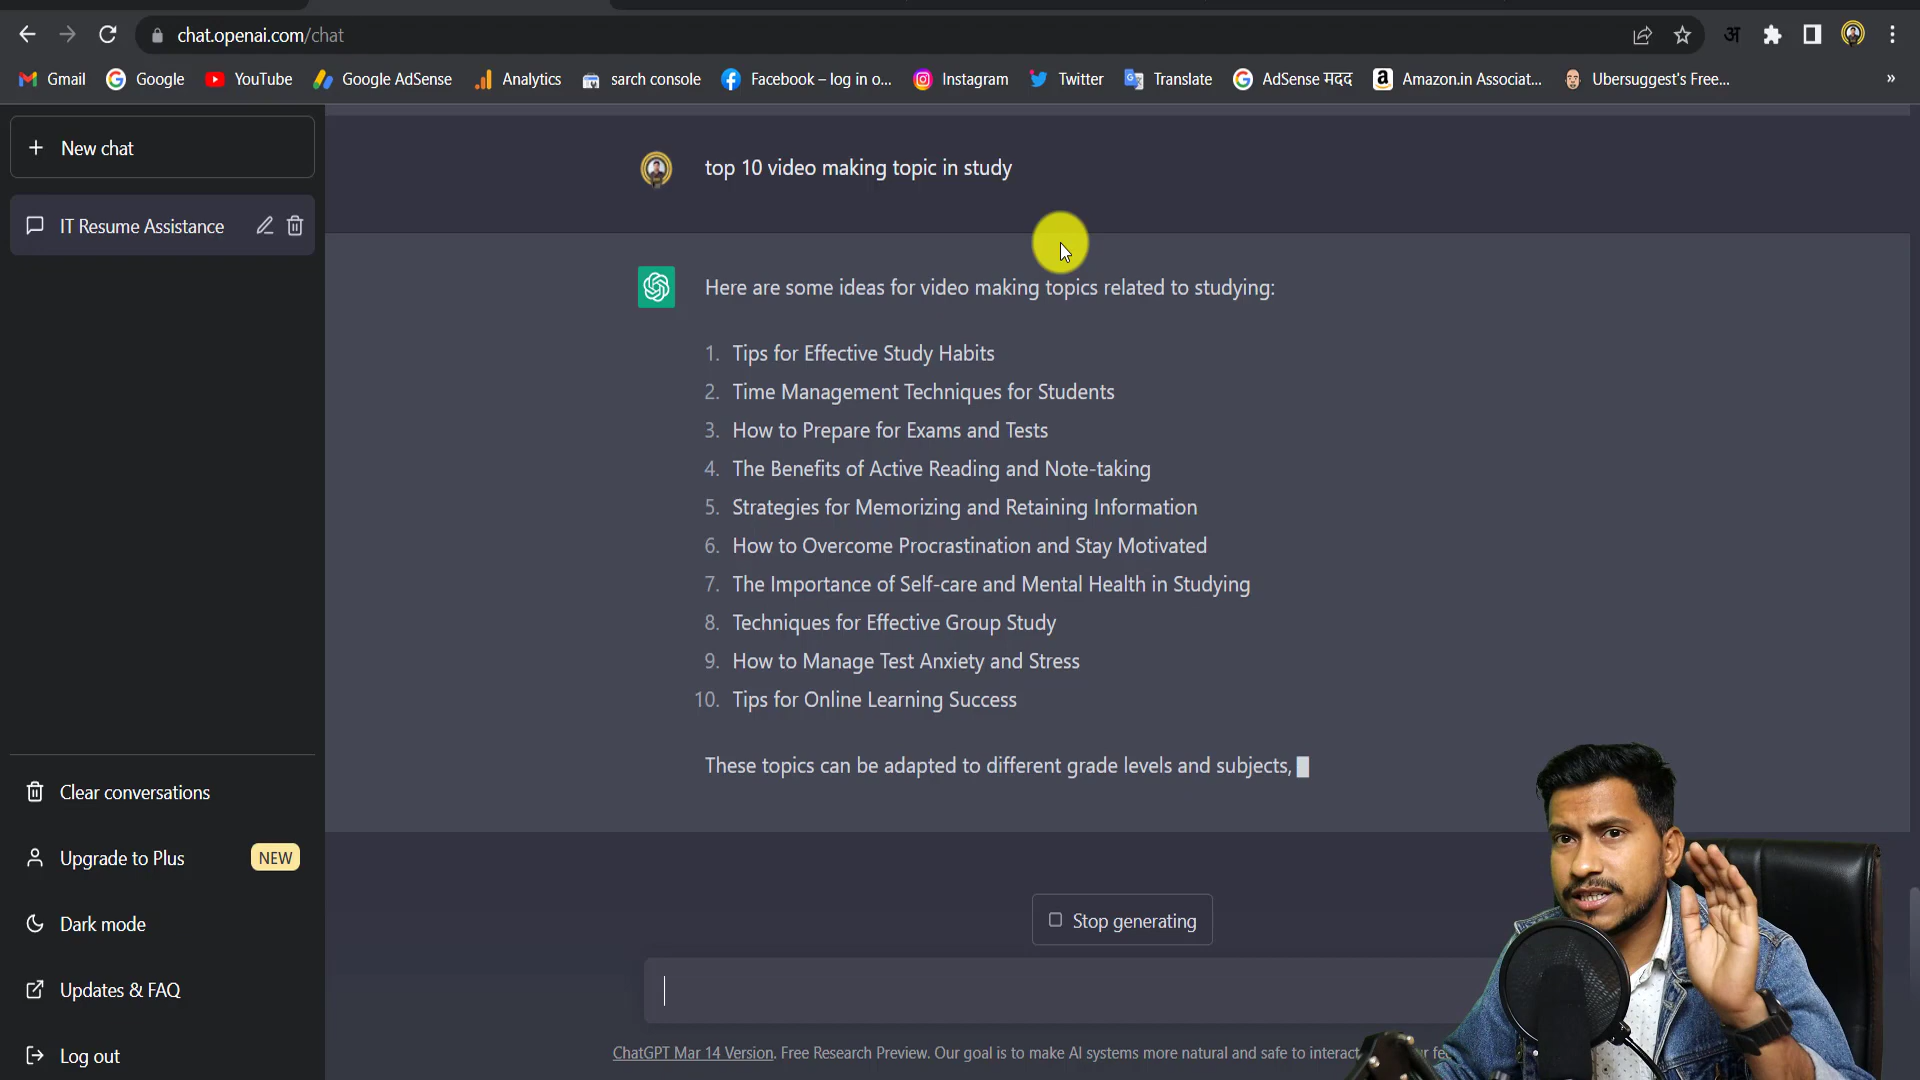 chat.openai.com/chat
अ
Gmail
Google
YouTube
Google AdSense
Analytics
sarch console
Facebook – log in o...
Instagram
Twitter
Translate
AdSense मदद
Amazon.in Associat...
Ubersuggest's Free...
»
+ New chat
IT Resume Assistance
top 10 video making topic in study
Here are some ideas for video making topics related to studying:
1. Tips for Effective Study Habits
2. Time Management Techniques for Students
3. How to Prepare for Exams and Tests
4. The Benefits of Active Reading and Note-taking
5. Strategies for Memorizing and Retaining Information
6. How to Overcome Procrastination and Stay Motivated
7. The Importance of Self-care and Mental Health in Studying
8. Techniques for Effective Group Study
9. How to Manage Test Anxiety and Stress
10. Tips for Online Learning Success
These topics can be adapted to different grade levels and subjects,
Clear conversations
Upgrade to Plus NEW
Dark mode
Updates & FAQ
Log out
Stop generating
ChatGPT Mar 14 Version. Free Research Preview. Our goal is to make AI systems more natural and safe to interact